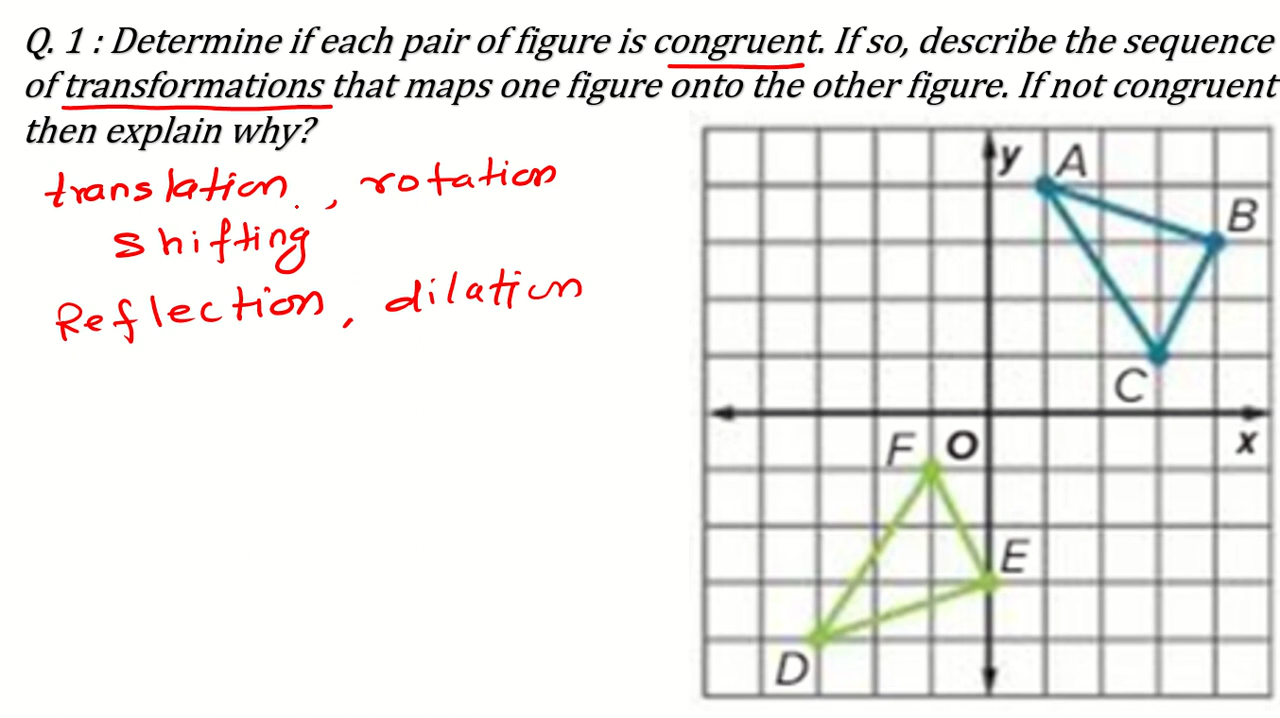 Q. 1 : Determine if each pair of figure is congruent. If so, describe the sequence
of transformations that maps one figure onto the other figure. If not congruent
then explain why?
translation , rotation
shifting
Reflection, dilation
y A
B
C
F O x
E
D